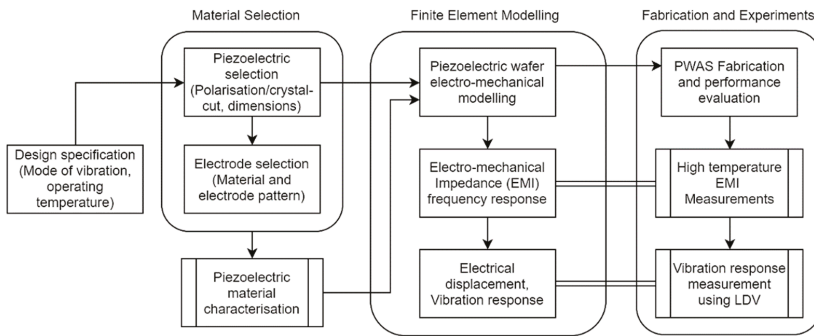 Material Selection
Finite Element Modelling
Fabrication and Experiments
Piezoelectric
selection
(Polarisation/crystal-
cut, dimensions)
Piezoelectric wafer
electro-mechanical
modelling
PWAS Fabrication
and performance
evaluation
Design specification
(Mode of vibration,
operating
temperature)
Electrode selection
(Material and
electrode pattern)
Electro-mechanical
Impedance (EMI)
frequency response
High temperature
EMI
Measurements
Piezoelectric
material
characterisation
Electrical
displacement,
Vibration response
Vibration response
measurement
using LDV